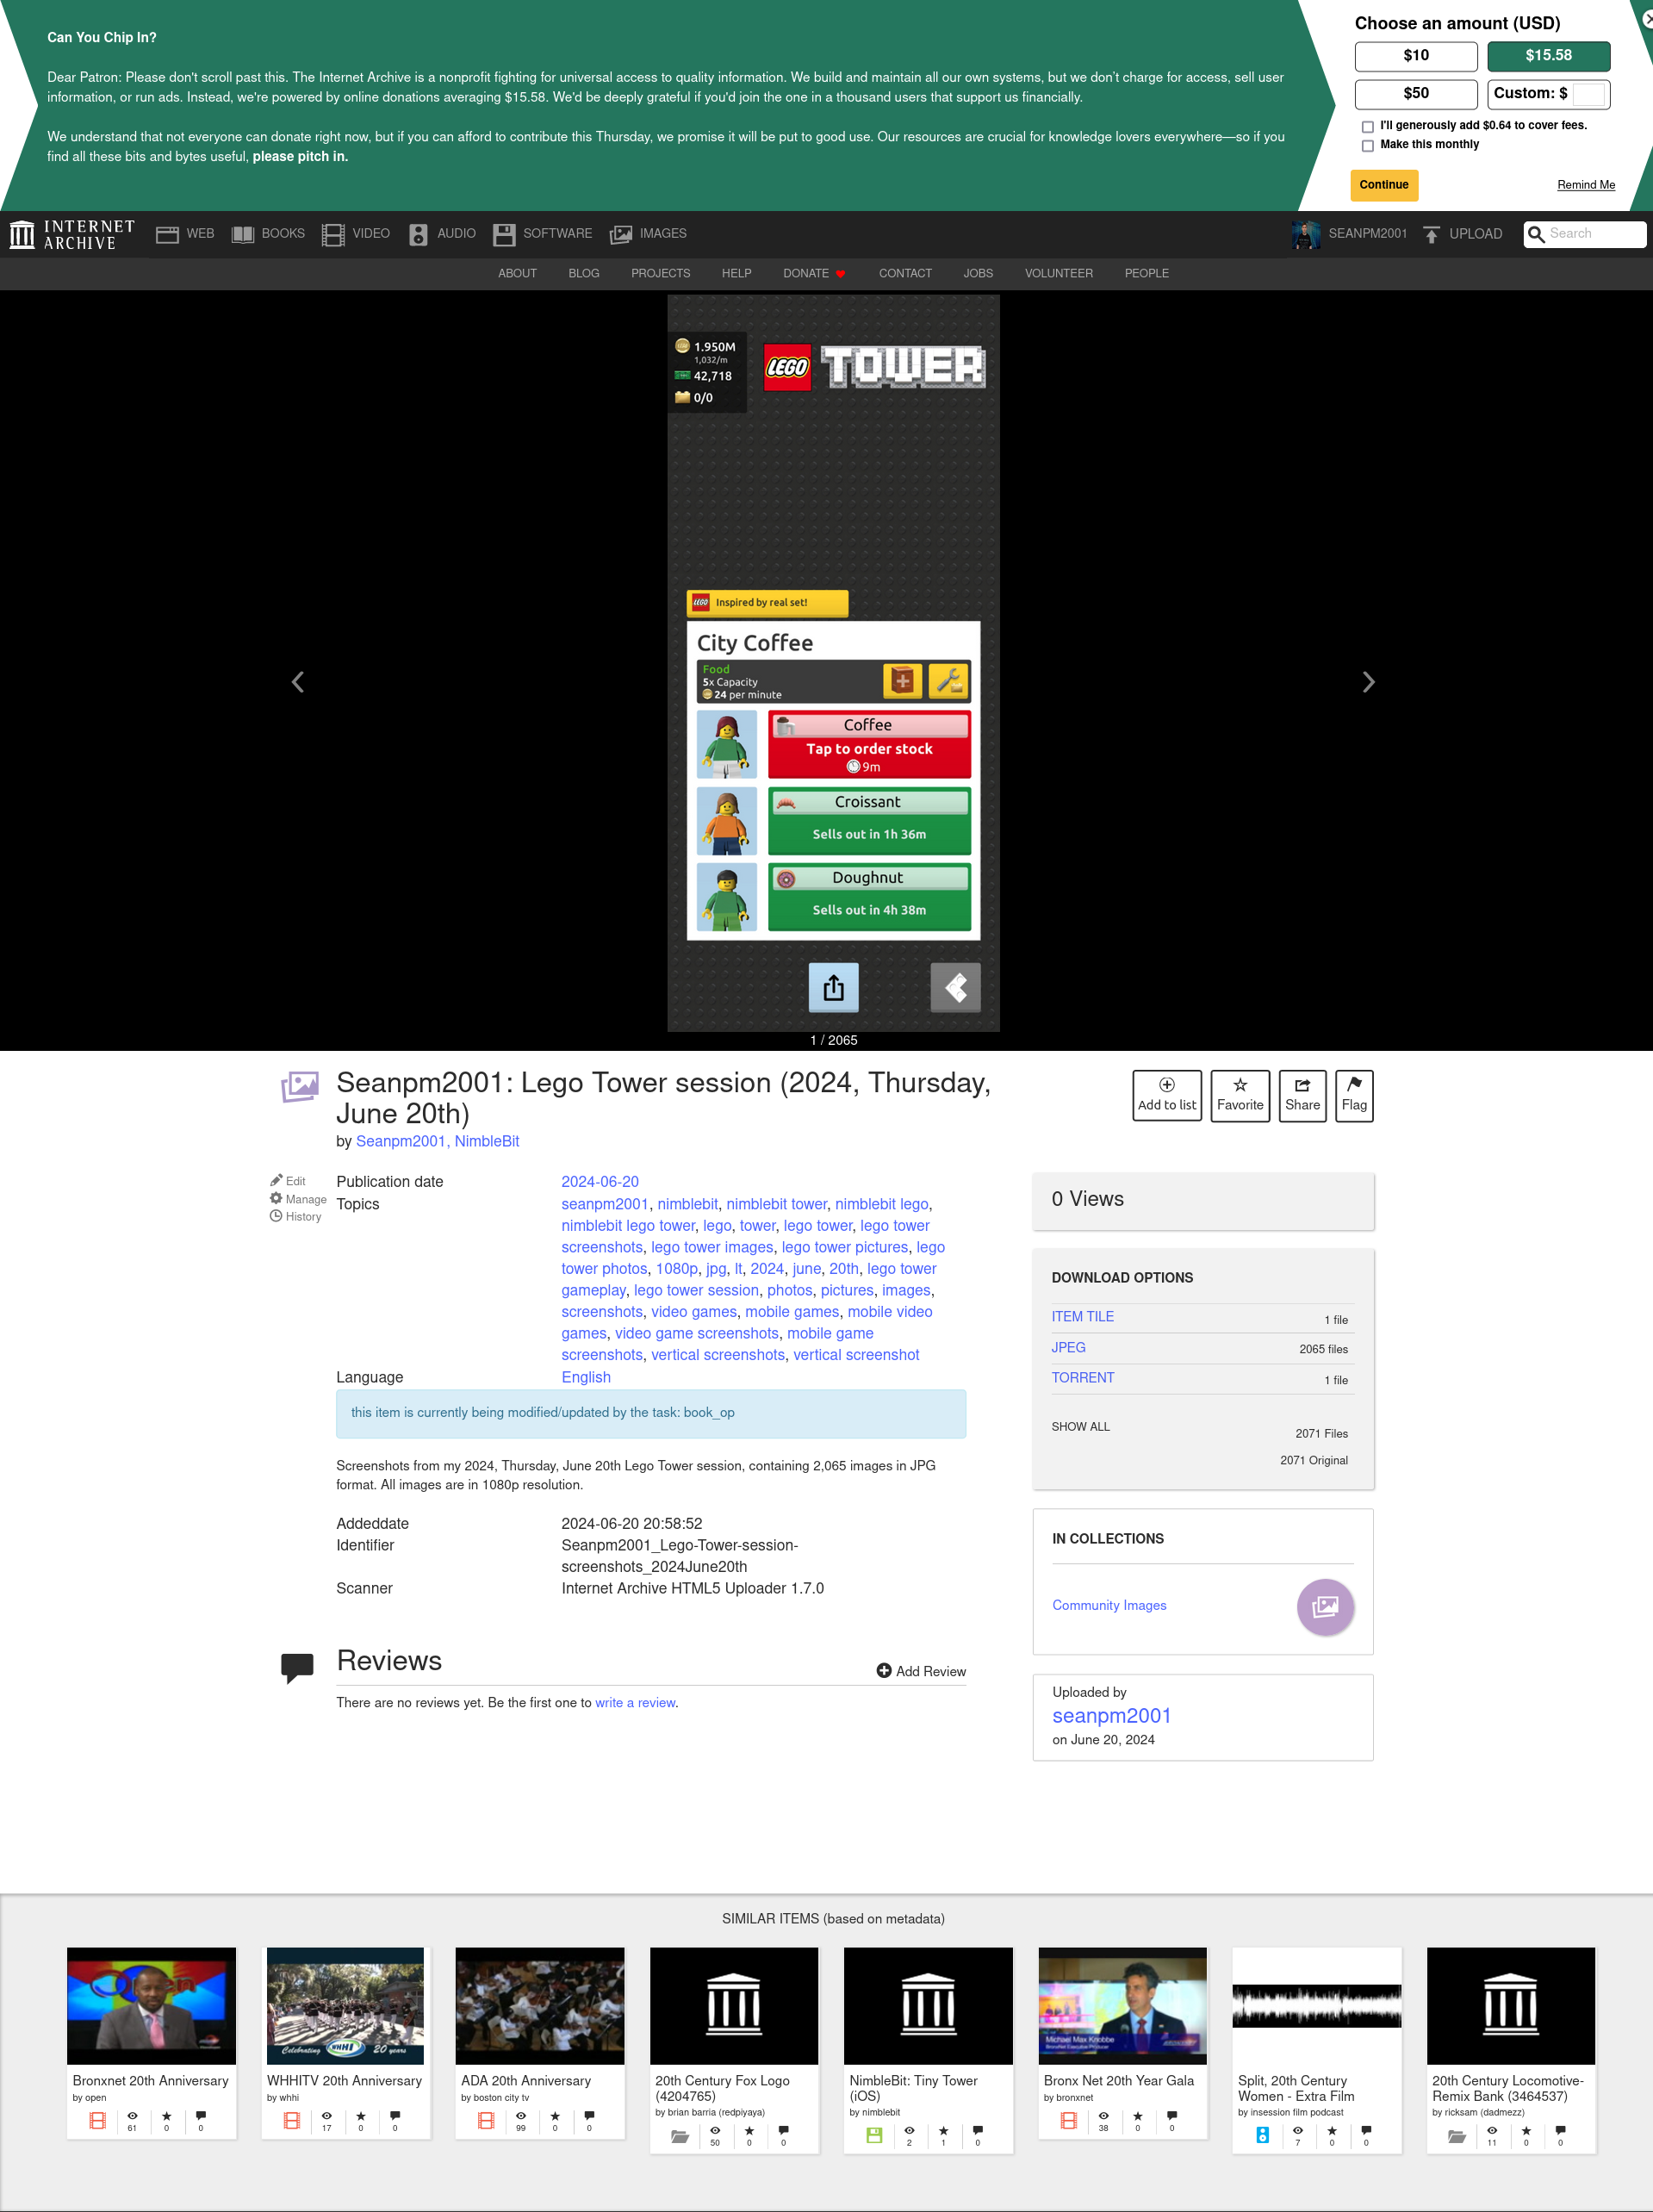 Can You Chip In?
Dear Patron: Please don't scroll past this. The Internet Archive is a nonprofit fighting for universal access to quality information. We build and maintain all our own systems, but we don’t charge for access, sell user
information, or run ads. Instead, we're powered by online donations averaging $15.58. We'd be deeply grateful if you'd join the one in a thousand users that support us financially.
We understand that not everyone can donate right now, but if you can afford to contribute this Thursday, we promise it will be put to good use. Our resources are crucial for knowledge lovers everywhere—so if you
find all these bits and bytes useful, please pitch in.
Choose an amount (USD)
$10
$15.58
$50
Custom: $
I'll generously add $0.64 to cover fees.
Make this monthly
Continue
Remind Me
INTERNET
ARCHIVE
WEB
BOOKS
VIDEO
AUDIO
SOFTWARE
IMAGES
SEANPM2001
UPLOAD
Search
ABOUT
BLOG
PROJECTS
HELP
DONATE
CONTACT
JOBS
VOLUNTEER
PEOPLE
1.950M
1,032/m
42,718
0/0
LEGO
TOWER
LEGO
Inspired by real set!
City Coffee
Food
5x Capacity
24 per minute
Coffee
Tap to order stock
9m
Croissant
Sells out in 1h 36m
Doughnut
Sells out in 4h 38m
1 / 2065
Seanpm2001: Lego Tower session (2024, Thursday,
June 20th)
by Seanpm2001, NimbleBit
Add to list
Favorite
Share
Flag
Edit
Manage
History
Publication date 2024-06-20
Topics seanpm2001, nimblebit, nimblebit tower, nimblebit lego,
nimblebit lego tower, lego, tower, lego tower, lego tower
screenshots, lego tower images, lego tower pictures, lego
tower photos, 1080p, jpg, lt, 2024, june, 20th, lego tower
gameplay, lego tower session, photos, pictures, images,
screenshots, video games, mobile games, mobile video
games, video game screenshots, mobile game
screenshots, vertical screenshots, vertical screenshot
Language English
this item is currently being modified/updated by the task: book_op
Screenshots from my 2024, Thursday, June 20th Lego Tower session, containing 2,065 images in JPG
format. All images are in 1080p resolution.
Addeddate 2024-06-20 20:58:52
Identifier Seanpm2001_Lego-Tower-session-
screenshots_2024June20th
Scanner Internet Archive HTML5 Uploader 1.7.0
Reviews
Add Review
There are no reviews yet. Be the first one to write a review.
0 Views
DOWNLOAD OPTIONS
ITEM TILE 1 file
JPEG 2065 files
TORRENT 1 file
SHOW ALL 2071 Files
2071 Original
IN COLLECTIONS
Community Images
Uploaded by
seanpm2001
on June 20, 2024
SIMILAR ITEMS (based on metadata)
Bronxnet 20th Anniversary
by open
61 0 0
Celebrating WHHI 20 years
WHHITV 20th Anniversary
by whhi
17 0 0
ADA 20th Anniversary
by boston city tv
99 0 0
20th Century Fox Logo
(4204765)
by brian barria (redpiyaya)
50 0 0
NimbleBit: Tiny Tower
(iOS)
by nimblebit
2 1 0
Michael Max Knobbe
BronxNet Executive Producer
Bronx Net 20th Year Gala
by bronxnet
38 0 0
Split, 20th Century
Women - Extra Film
by insession film podcast
7 0 0
20th Century Locomotive-
Remix Bank (3464537)
by ricksam (dadmezz)
11 0 0